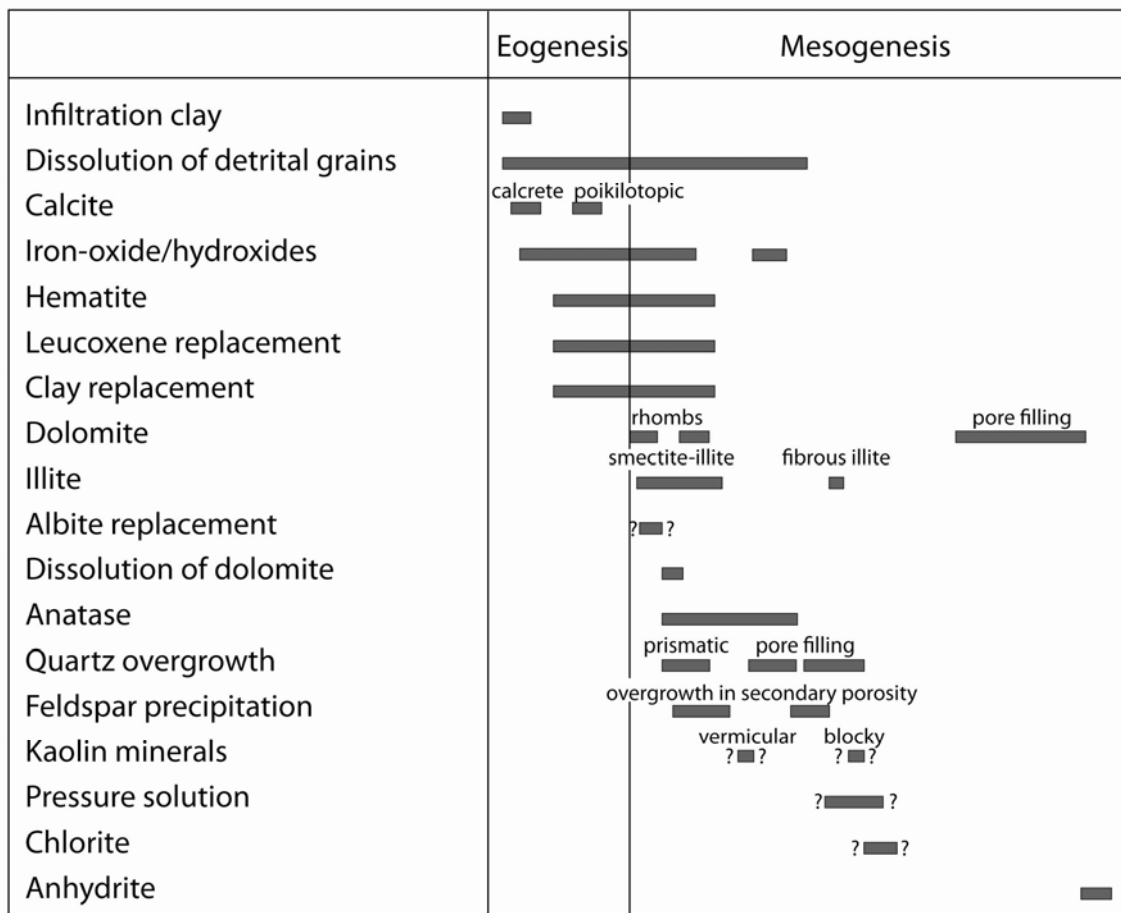 Eogenesis Mesogenesis
Infiltration clay
Dissolution of detrital grains
calcrete poikilotopic
Calcite
Iron-oxide/hydroxides
Hematite
Leucoxene replacement
Clay replacement
rhombs pore filling
Dolomite
smectite-illite fibrous illite
Illite
Albite replacement ? ?
Dissolution of dolomite
Anatase
prismatic pore filling
Quartz overgrowth
overgrowth in secondary porosity
Feldspar precipitation
vermicular blocky
Kaolin minerals ? ? ? ?
Pressure solution ? ?
Chlorite ? ?
Anhydrite